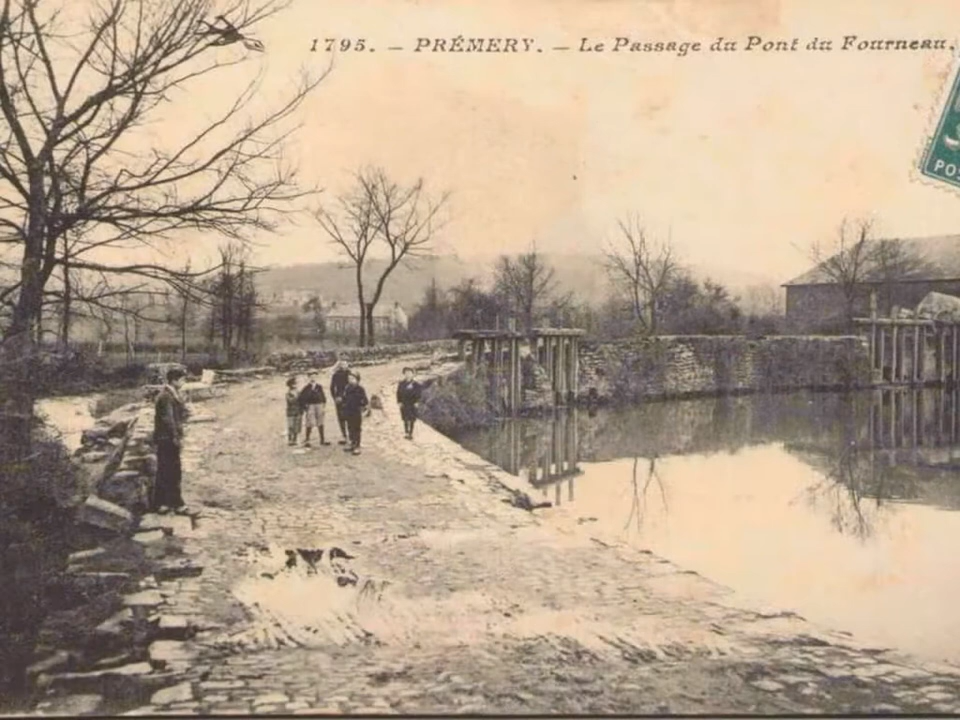 1795. – PRÉMERY. – Le Passage du Pont du Fourneau.